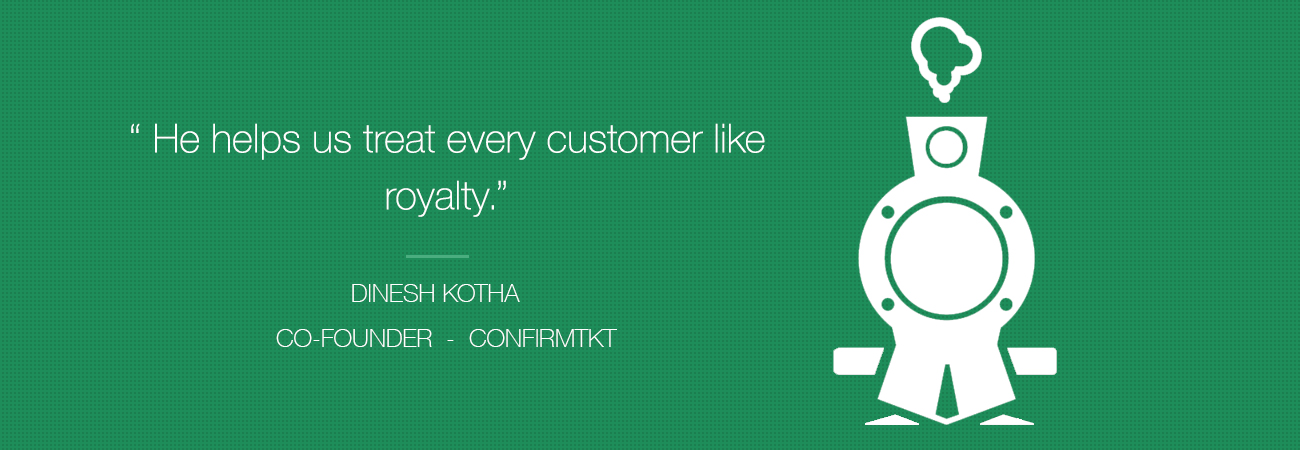 “ He helps us treat every customer like
royalty.”
DINESH KOTHA
CO-FOUNDER - CONFIRMTKT